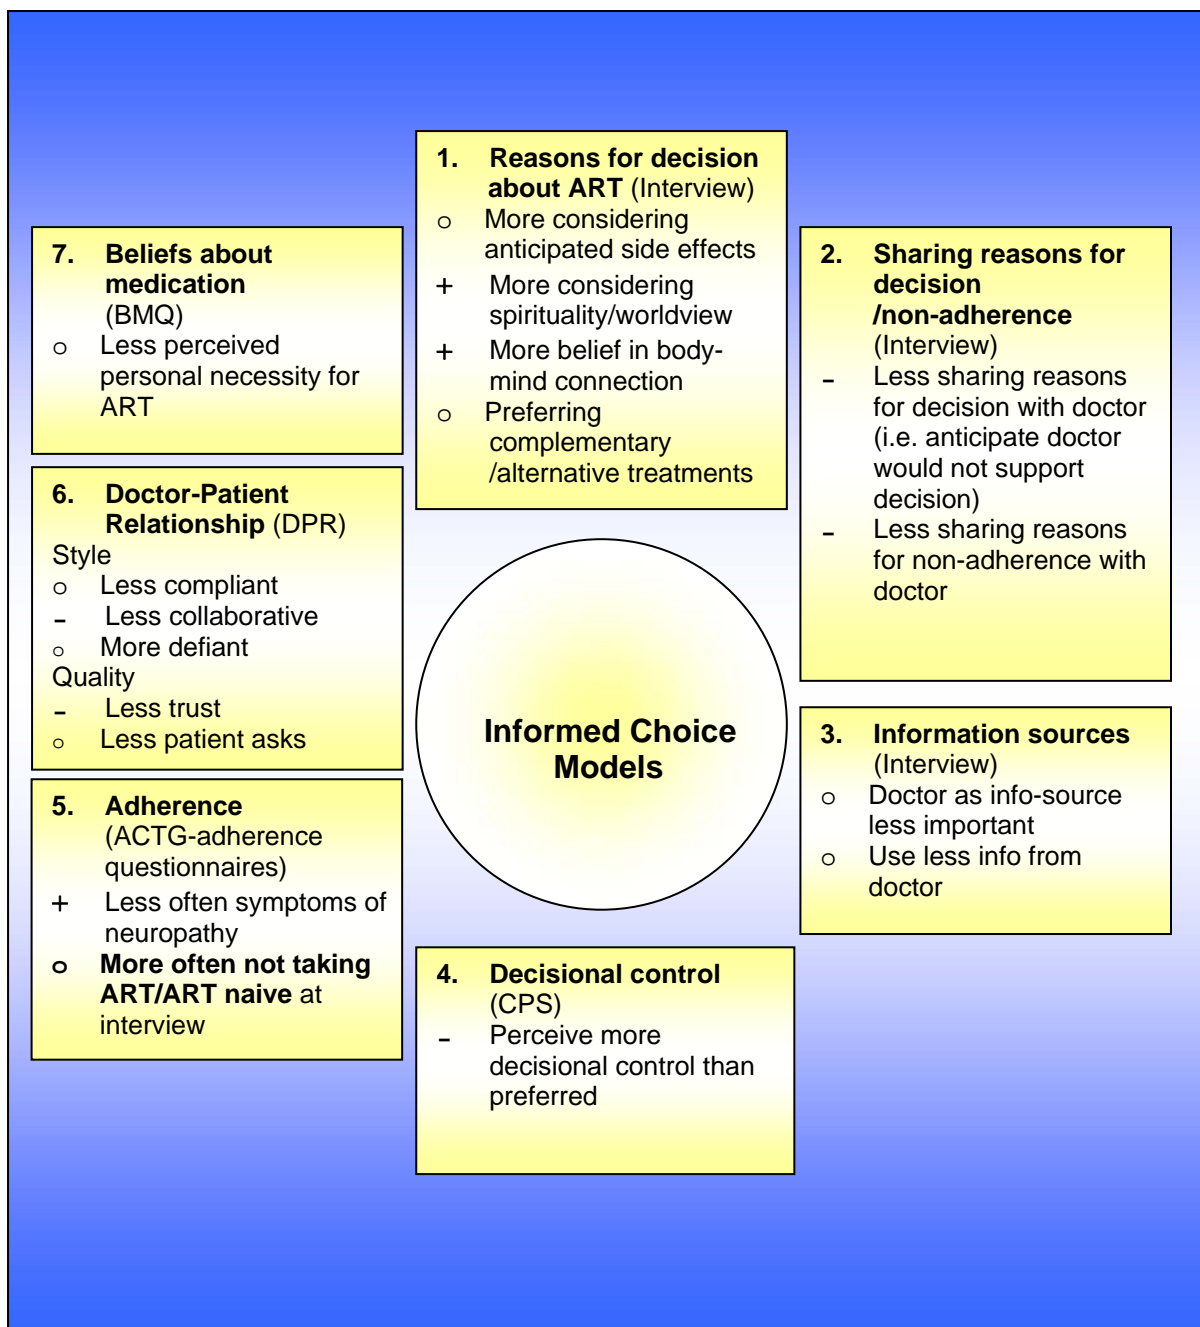 1. Reasons for decision
about ART (Interview)
o More considering
anticipated side effects
+ More considering
spirituality/worldview
+ More belief in body-
mind connection
o Preferring
complementary
/alternative treatments
2. Sharing reasons for
decision
/non-adherence
(Interview)
- Less sharing reasons
for decision with doctor
(i.e. anticipate doctor
would not support
decision)
- Less sharing reasons
for non-adherence with
doctor
3. Information sources
(Interview)
o Doctor as info-source
less important
o Use less info from
doctor
4. Decisional control
(CPS)
- Perceive more
decisional control than
preferred
5. Adherence
(ACTG-adherence
questionnaires)
+ Less often symptoms of
neuropathy
o More often not taking
ART/ART naive at
interview
6. Doctor-Patient
Relationship (DPR)
Style
o Less compliant
- Less collaborative
o More defiant
Quality
- Less trust
o Less patient asks
7. Beliefs about
medication
(BMQ)
o Less perceived
personal necessity for
ART
Informed Choice
Models